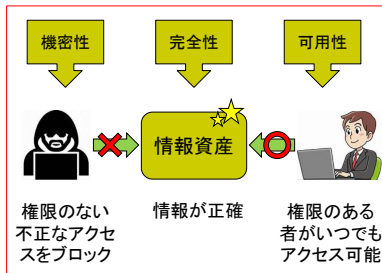 機密性
完全性
可用性
情報資産
権限のない
不正なアクセ
スをブロック
情報が正確
権限のある
者がいつでも
アクセス可能